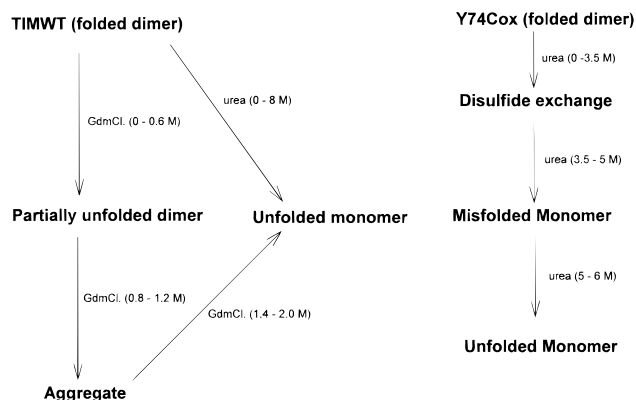 TIMWT (folded dimer)
GdmCl. (0 - 0.6 M)
urea (0 - 8 M)
Partially unfolded dimer
Unfolded monomer
GdmCl. (0.8 - 1.2 M)
GdmCl. (1.4 - 2.0 M)
Aggregate
Y74Cox (folded dimer)
urea (0 -3.5 M)
Disulfide exchange
urea (3.5 - 5 M)
Misfolded Monomer
urea (5 - 6 M)
Unfolded Monomer